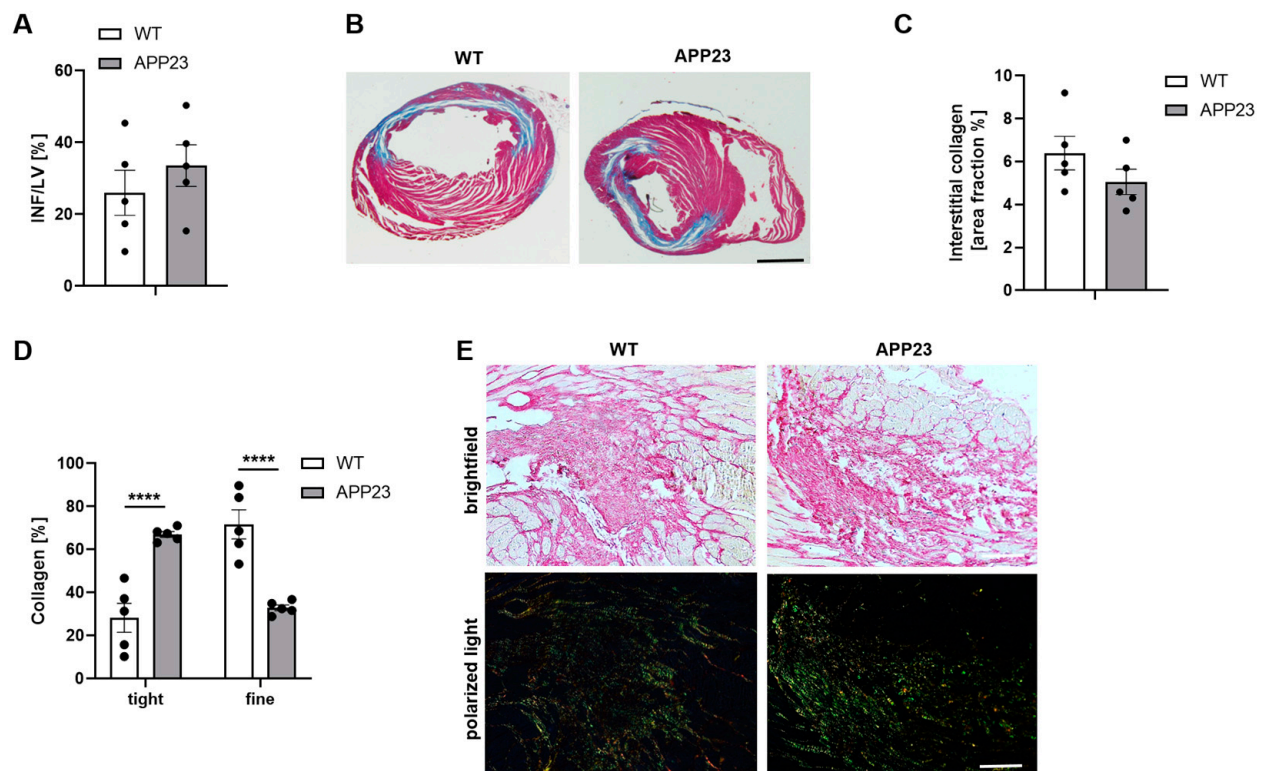 A
WT
APP23
INF/LV [%]
60
40
20
0
B
WT
APP23
C
WT
APP23
Interstitial collagen
[area fraction %]
10
8
6
4
2
0
D
WT
APP23
Collagen [%]
100
80
60
40
20
0
****
****
tight
fine
E
WT
APP23
brightfield
polarized light